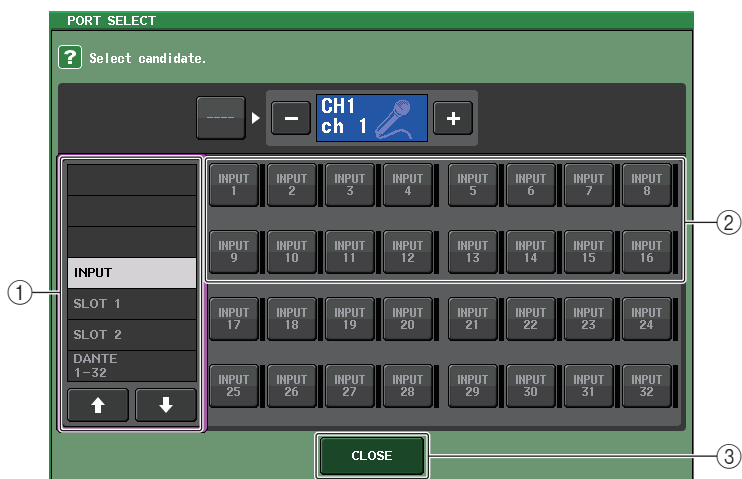 PORT SELECT
? Select candidate.
---- − CH1 +
ch 1
INPUT
SLOT 1
SLOT 2
DANTE
1-32
INPUT 1 INPUT 2 INPUT 3 INPUT 4 INPUT 5 INPUT 6 INPUT 7 INPUT 8
INPUT 9 INPUT 10 INPUT 11 INPUT 12 INPUT 13 INPUT 14 INPUT 15 INPUT 16
INPUT 17 INPUT 18 INPUT 19 INPUT 20 INPUT 21 INPUT 22 INPUT 23 INPUT 24
INPUT 25 INPUT 26 INPUT 27 INPUT 28 INPUT 29 INPUT 30 INPUT 31 INPUT 32
CLOSE
①
②
③